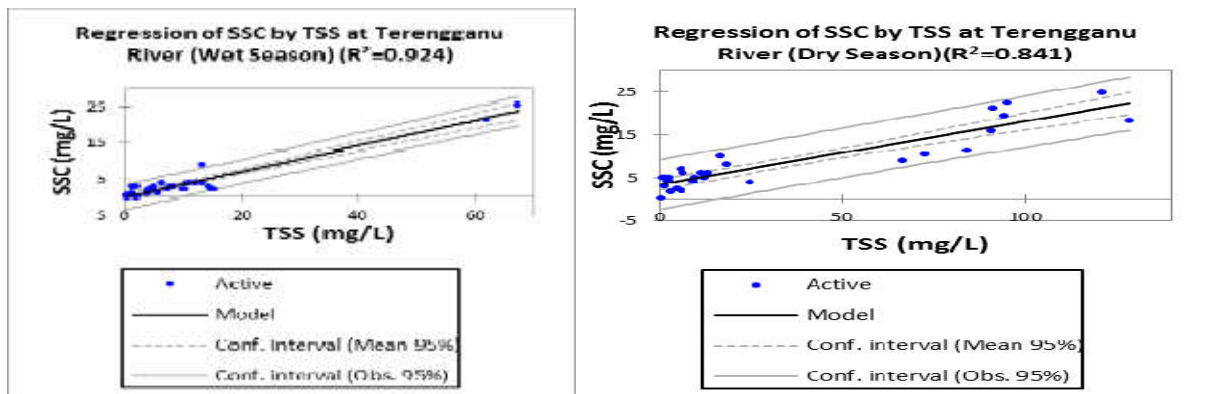 Regression of SSC by TSS at Terengganu
River (Wet Season) (R²=0.924)
SSC (mg/L)
25
15
5
5
0
20
40
60
TSS (mg/L)
Active
Model
Conf. interval (Mean 95%)
Conf. interval (Obs. 95%)
Regression of SSC by TSS at Terengganu
River (Dry Season)(R²=0.841)
SSC (mg/L)
25
15
5
-5
0
50
100
TSS (mg/L)
Active
Model
Conf. interval (Mean 95%)
Conf. interval (Obs. 95%)